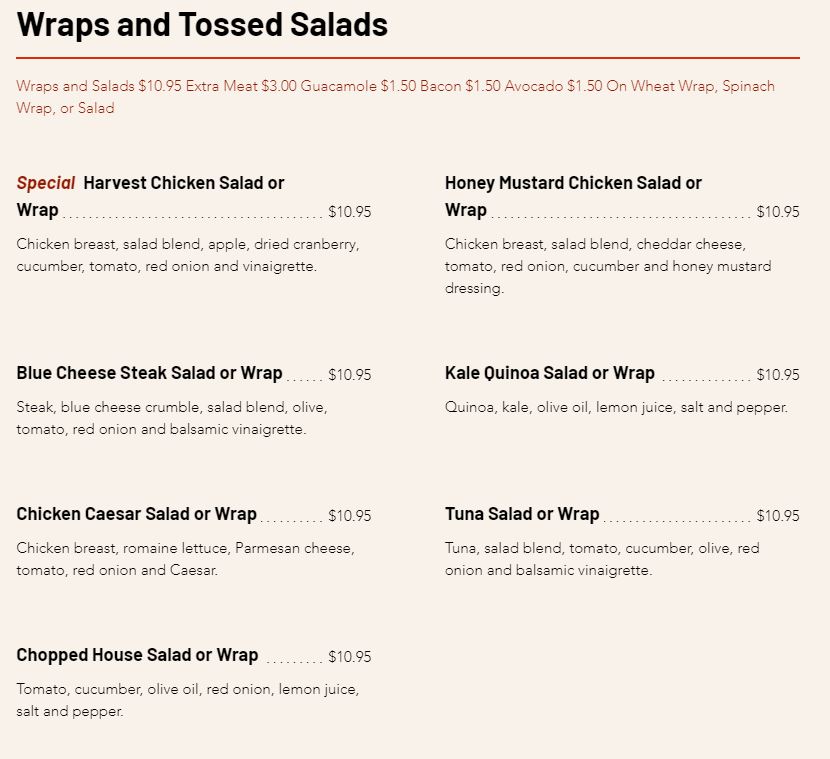 Wraps and Tossed Salads
Wraps and Salads $10.95 Extra Meat $3.00 Guacamole $1.50 Bacon $1.50 Avocado $1.50 On Wheat Wrap, Spinach
Wrap, or Salad
Special Harvest Chicken Salad or
Wrap $10.95
Chicken breast, salad blend, apple, dried cranberry,
cucumber, tomato, red onion and vinaigrette.
Honey Mustard Chicken Salad or
Wrap $10.95
Chicken breast, salad blend, cheddar cheese,
tomato, red onion, cucumber and honey mustard
dressing.
Blue Cheese Steak Salad or Wrap $10.95
Steak, blue cheese crumble, salad blend, olive,
tomato, red onion and balsamic vinaigrette.
Kale Quinoa Salad or Wrap $10.95
Quinoa, kale, olive oil, lemon juice, salt and pepper.
Chicken Caesar Salad or Wrap $10.95
Chicken breast, romaine lettuce, Parmesan cheese,
tomato, red onion and Caesar.
Tuna Salad or Wrap $10.95
Tuna, salad blend, tomato, cucumber, olive, red
onion and balsamic vinaigrette.
Chopped House Salad or Wrap $10.95
Tomato, cucumber, olive oil, red onion, lemon juice,
salt and pepper.